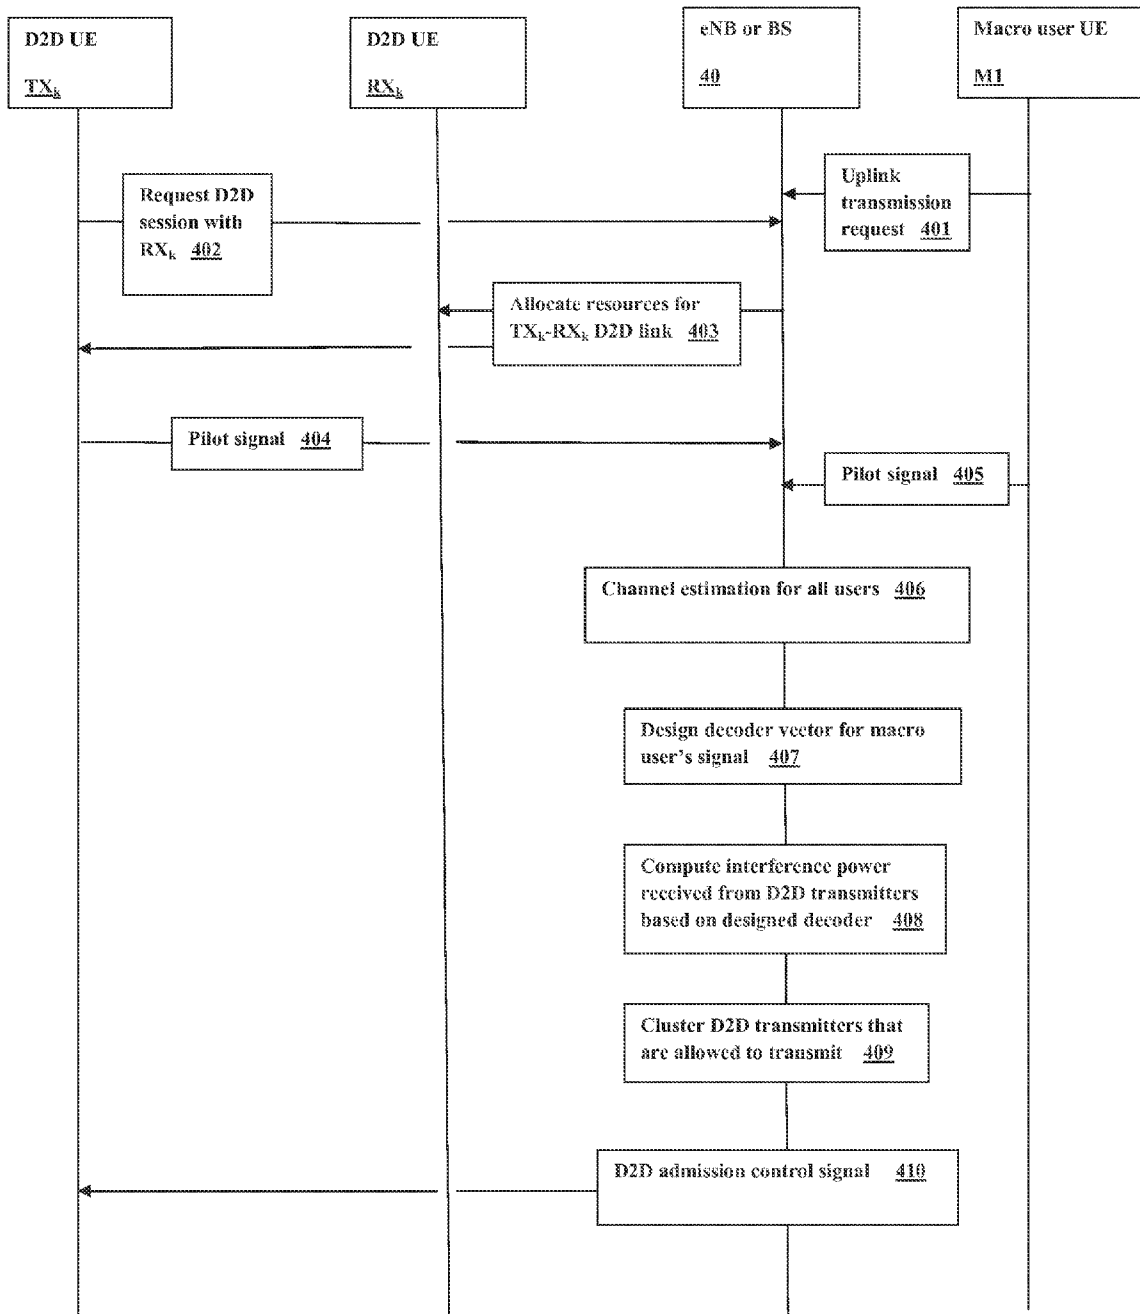 D2D UE
TXk
D2D UE
RXk
eNB or BS
40
Macro user UE
M1
Uplink
transmission
request 401
Request D2D
session with
RXk 402
Allocate resources for
TXk-RXk D2D link 403
Pilot signal 404
Pilot signal 405
Channel estimation for all users 406
Design decoder vector for macro
user's signal 407
Compute interference power
received from D2D transmitters
based on designed decoder 408
Cluster D2D transmitters that
are allowed to transmit 409
D2D admission control signal 410